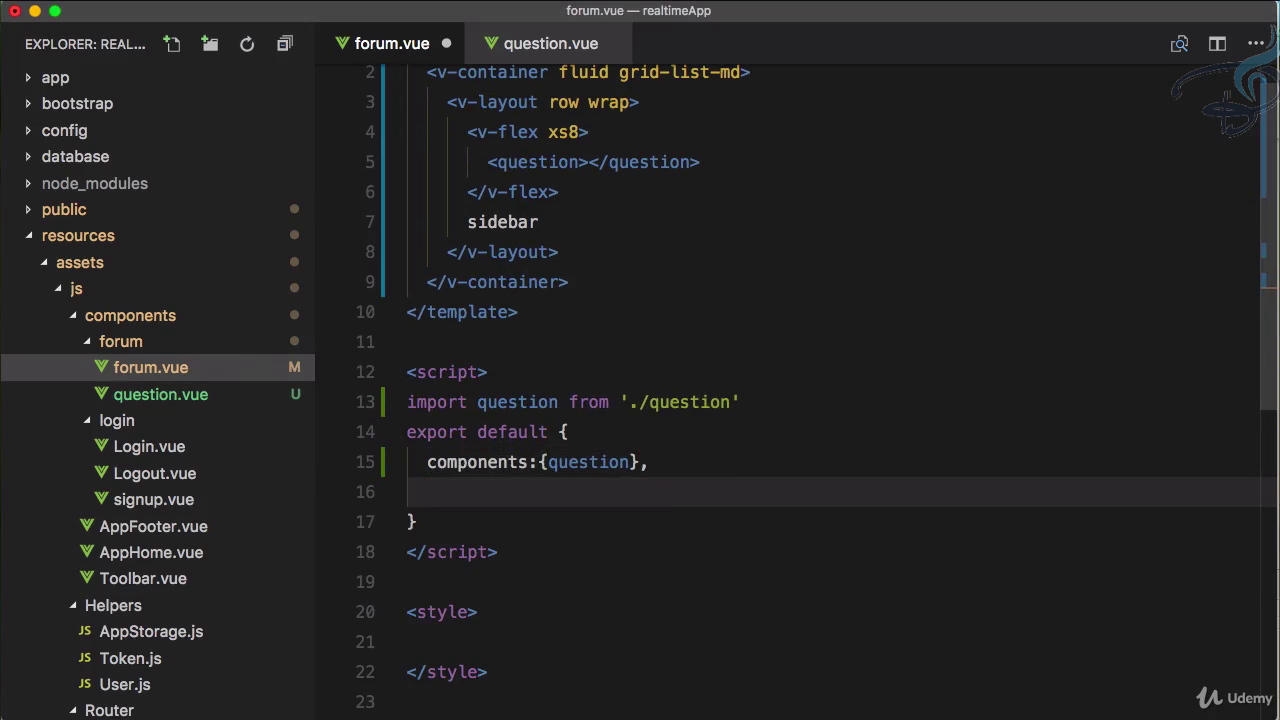 forum.vue — realtimeApp
EXPLORER: REAL...
forum.vue
question.vue
app
bootstrap
config
database
node_modules
public
resources
assets
js
components
forum
forum.vue M
question.vue U
login
Login.vue
Logout.vue
signup.vue
AppFooter.vue
AppHome.vue
Toolbar.vue
Helpers
JS AppStorage.js
JS Token.js
JS User.js
Router
2 <v-container fluid grid-list-md>
3 <v-layout row wrap>
4 <v-flex xs8>
5 <question></question>
6 </v-flex>
7 sidebar
8 </v-layout>
9 </v-container>
10 </template>
11
12 <script>
13 import question from './question'
14 export default {
15 components:{question},
16
17 }
18 </script>
19
20 <style>
21
22 </style>
23
Udemy